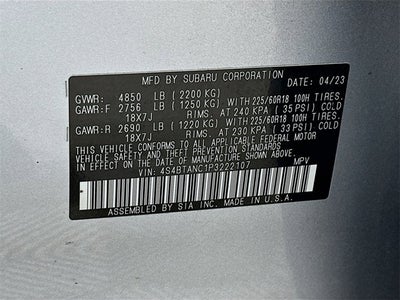 MFD BY SUBARU CORPORATION DATE: 04/23
GVWR: 4850 LB (2200 KG)
GAWR:F 2756 LB (1250 KG) WITH 225/60R18 100H TIRES.
18X7J RIMS. AT 240 KPA (35 PSI) COLD
GAWR:R 2690 LB (1220 KG) WITH 225/60R18 100H TIRES.
18X7J RIMS. AT 230 KPA (33 PSI) COLD
THIS VEHICLE CONFORMS TO ALL APPLICABLE FEDERAL MOTOR
VEHICLE SAFETY AND THEFT PREVENTION STANDARDS
IN EFFECT ON THE DATE OF MANUFACTURE SHOWN ABOVE.
VIN: 4S4BTANC1P3222107 MPV
ASSEMBLED BY SIA INC. MADE IN U.S.A.